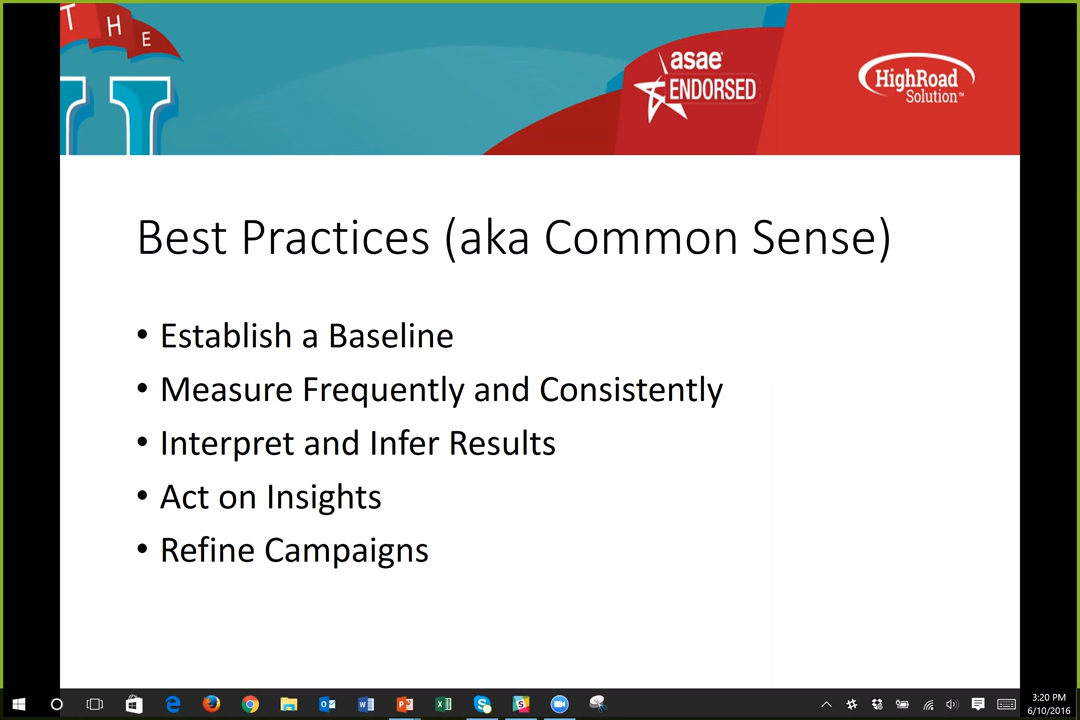 THE
U
asae
ENDORSED
HighRoad
Solution™
Best Practices (aka Common Sense)
• Establish a Baseline
• Measure Frequently and Consistently
• Interpret and Infer Results
• Act on Insights
• Refine Campaigns
3:20 PM
6/10/2016